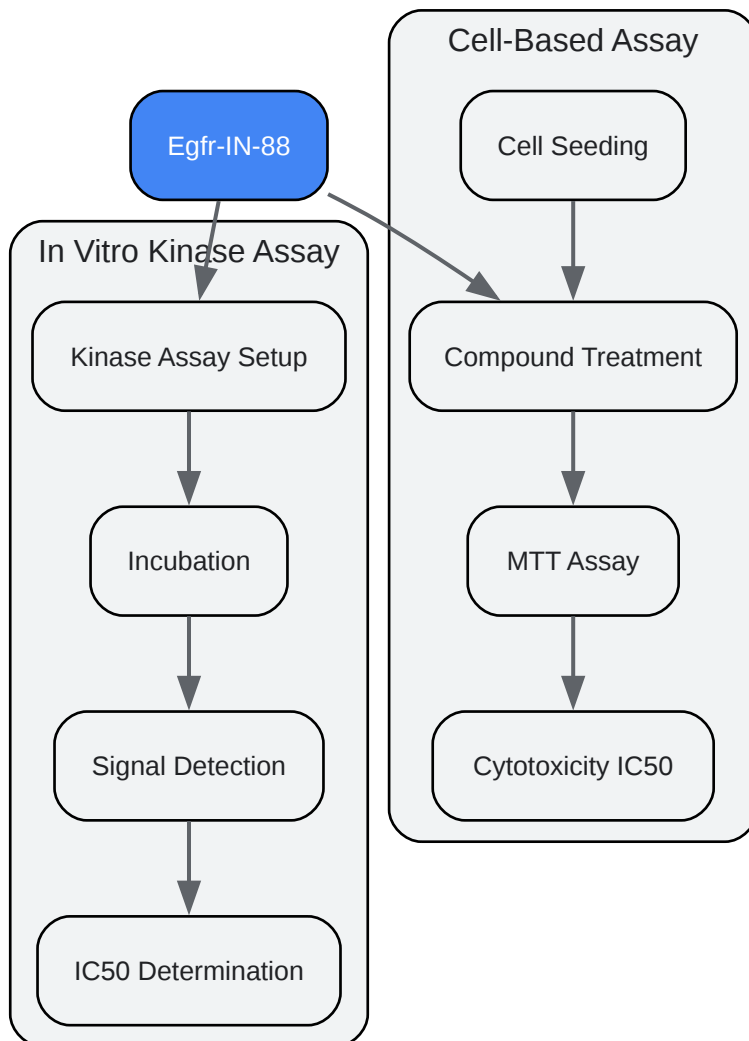 Cell-Based Assay
Egfr-IN-88
Cell Seeding
In Vitro Kinase Assay
Kinase Assay Setup
Compound Treatment
Incubation
MTT Assay
Signal Detection
Cytotoxicity IC50
IC50 Determination